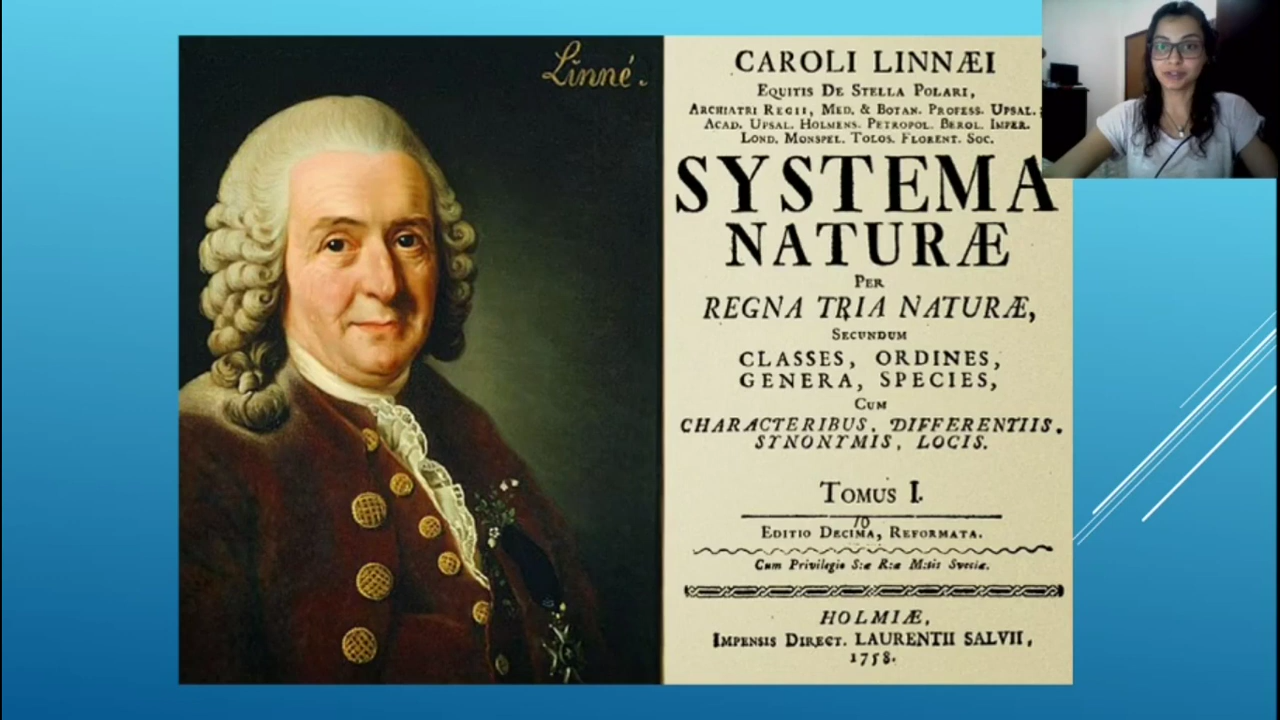 Linné.
CAROLI LINNÆI
EQUITIS DE STELLA POLARI,
ARCHIATRI REGII, MED. & BOTAN. PROFESS. UPSAL.;
ACAD. UPSAL. HOLMENS. PETROPOL. BEROL. IMPER.
LOND. MONSPEL. TOLOS. FLORENT. SOC.
SYSTEMA
NATURÆ
PER
REGNA TRIA NATURÆ,
SECUNDUM
CLASSES, ORDINES,
GENERA, SPECIES,
CUM
CHARACTERIBUS, DIFFERENTIIS.
SYNONYMIS, LOCIS.
TOMUS I.
10
EDITIO DECIMA, REFORMATA.
Cum Privilegio S:æ R:æ M:tis Sveciæ.
HOLMIÆ,
IMPENSIS DIRECT. LAURENTII SALVII,
1758.